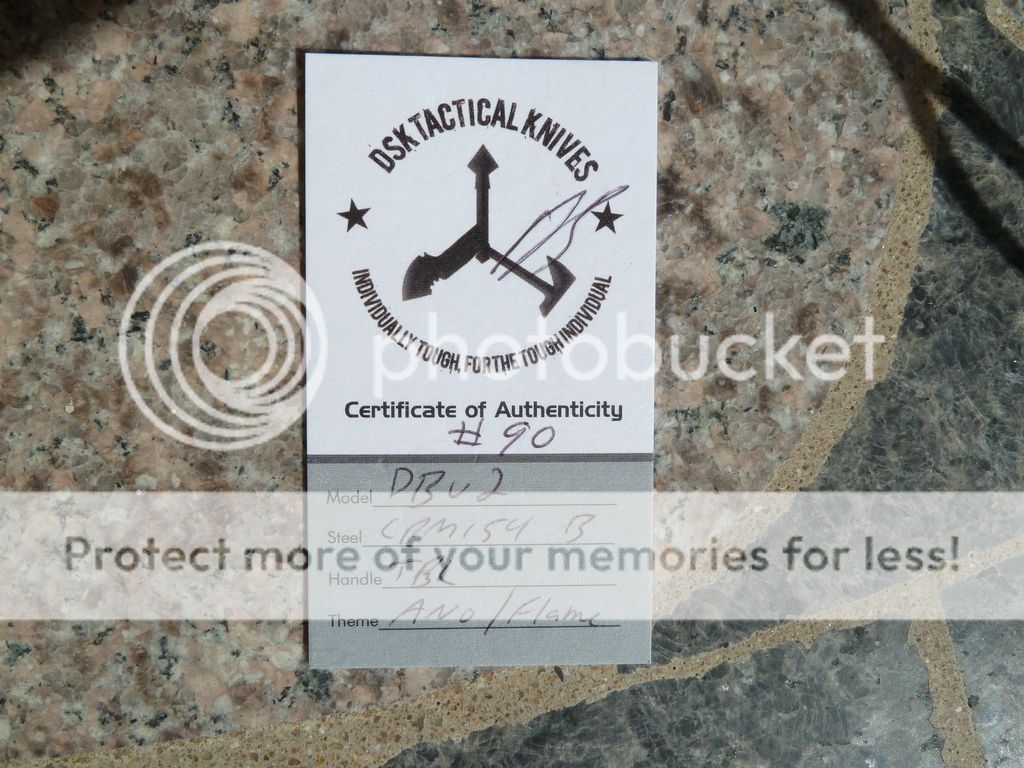 DSK TACTICAL KNIVES
INDIVIDUALLY TOUGH, FOR THE TOUGH INDIVIDUAL
photobucket
Certificate of Authenticity
# 90
Model DBv2
Steel CPM154 B
Protect more of your memories for less!
Handle
Theme ANO/Flame